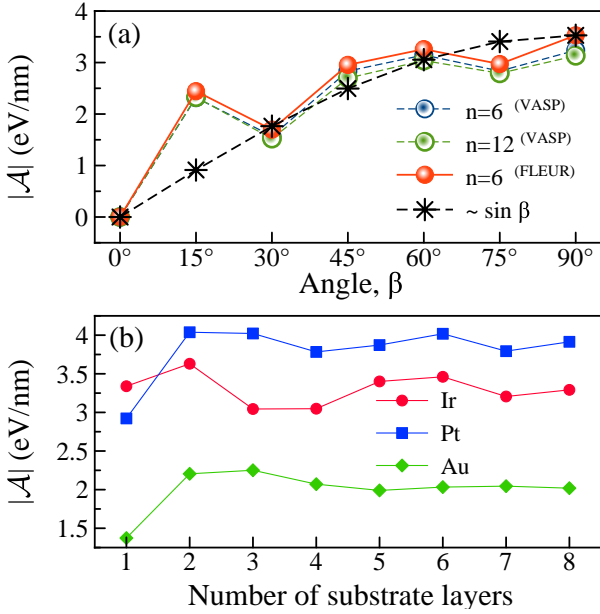 (a)
|𝒜| (eV/nm)
4
3
2
1
0
n=6 (VASP)
n=12 (VASP)
n=6 (FLEUR)
~ sin β
0° 15° 30° 45° 60° 75° 90°
Angle, β
(b)
|𝒜| (eV/nm)
4
3.5
3
2.5
2
1.5
Ir
Pt
Au
1 2 3 4 5 6 7 8
Number of substrate layers